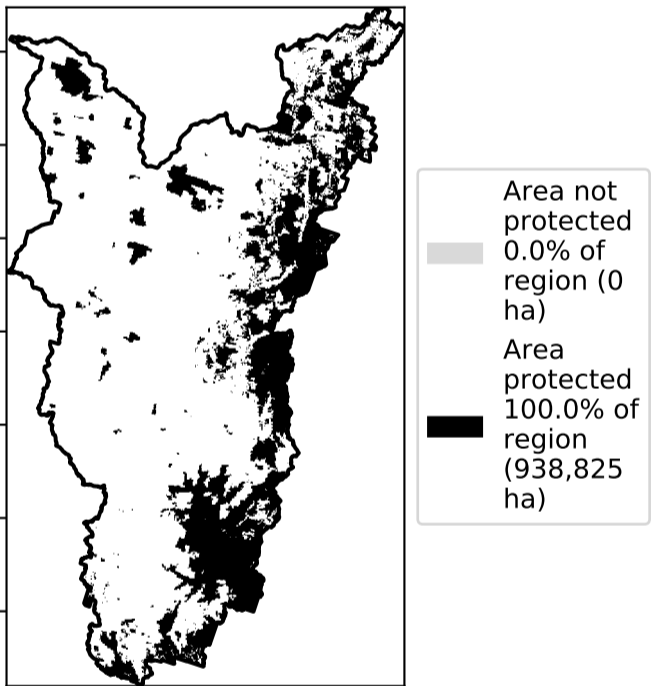 Area not
protected
0.0% of
region (0
ha)
Area
protected
100.0% of
region
(938,825
ha)